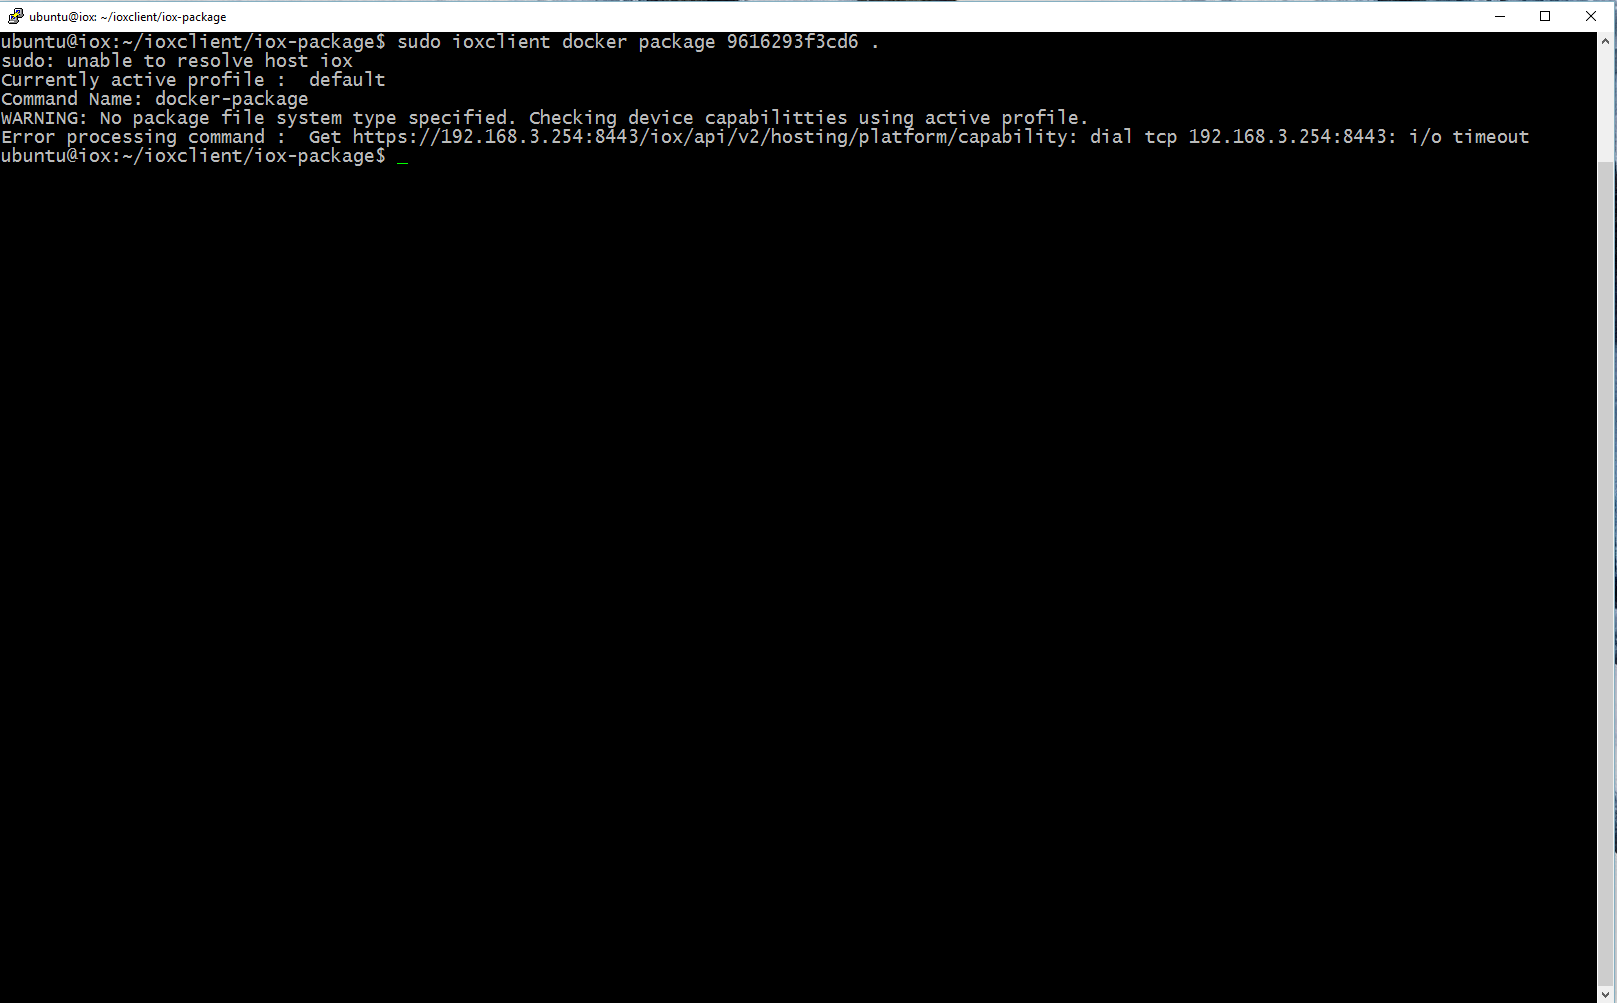 ubuntu@iox: ~/ioxclient/iox-package
ubuntu@iox:~/ioxclient/iox-package$ sudo ioxclient docker package 9616293f3cd6 .
sudo: unable to resolve host iox
Currently active profile :  default
Command Name: docker-package
WARNING: No package file system type specified. Checking device capabilitties using active profile.
Error processing command :  Get https://192.168.3.254:8443/iox/api/v2/hosting/platform/capability: dial tcp 192.168.3.254:8443: i/o timeout
ubuntu@iox:~/ioxclient/iox-package$ _